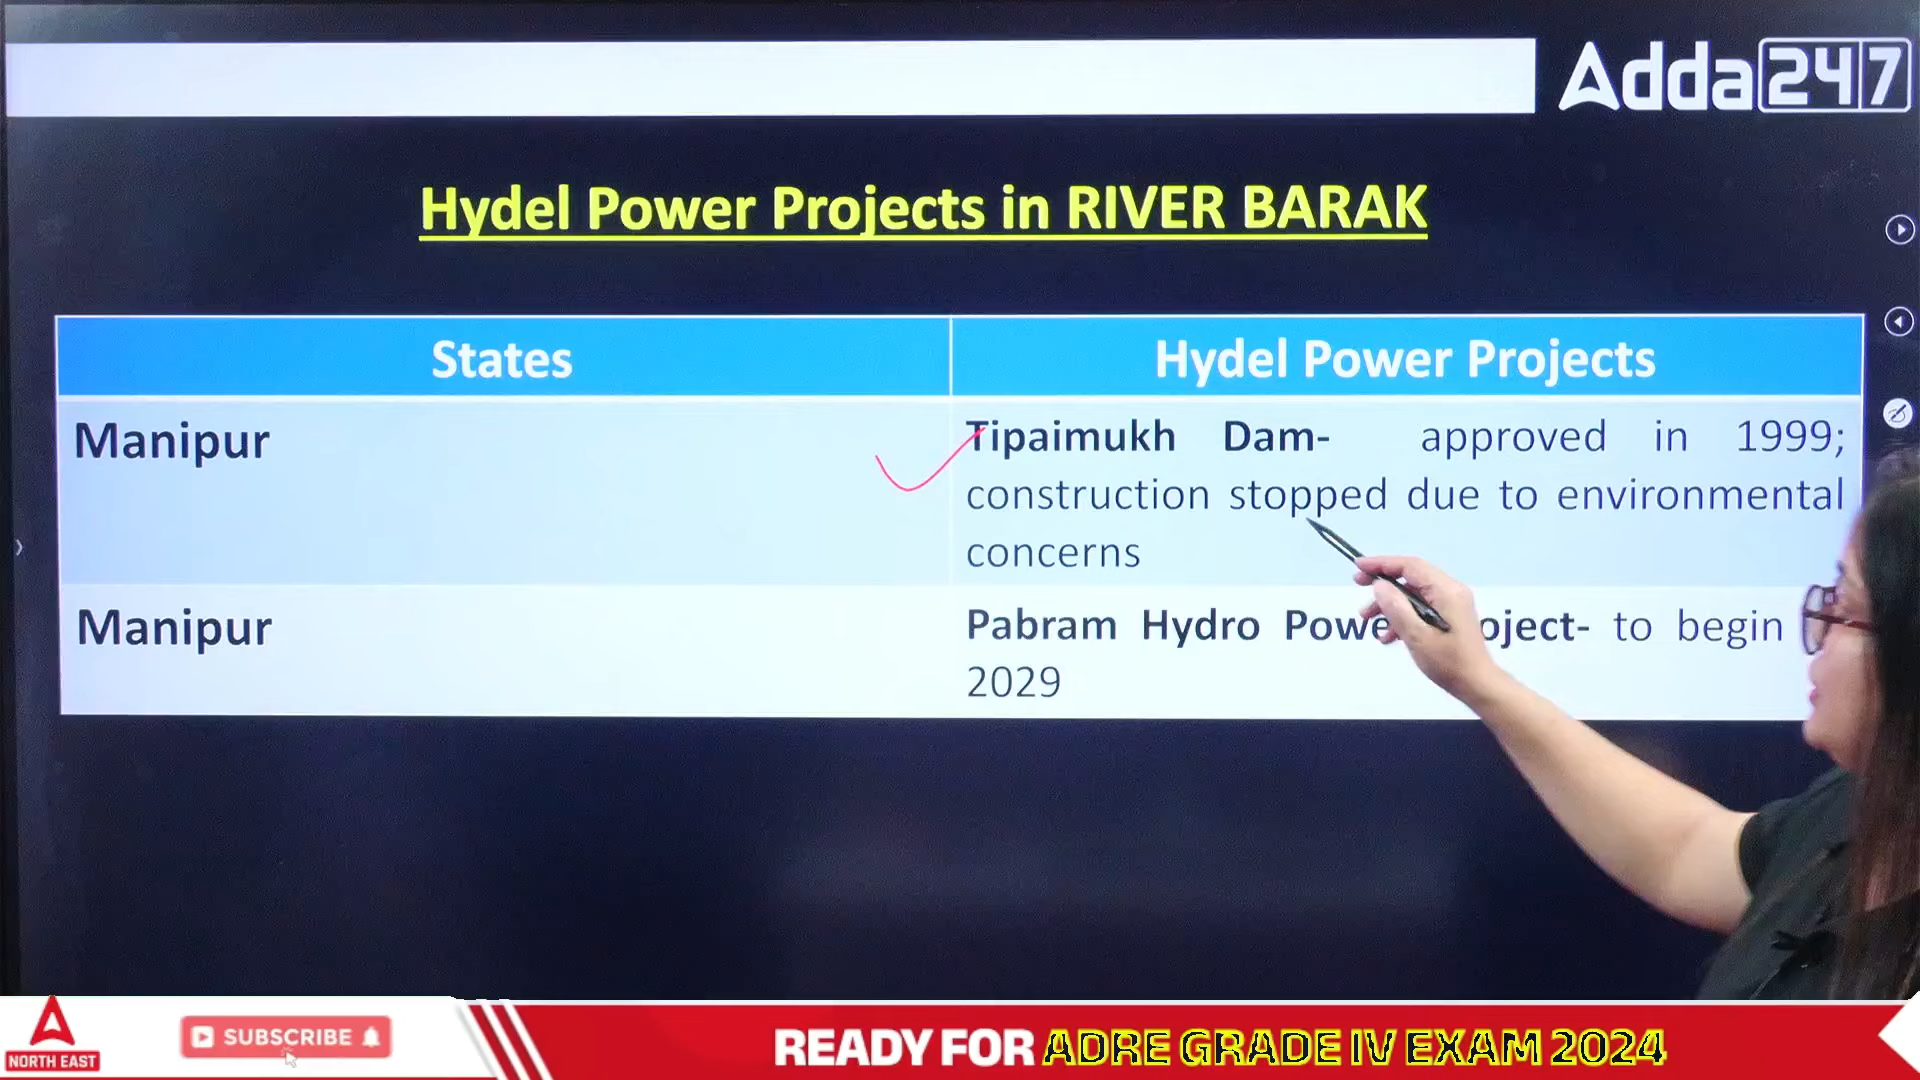 Adda247
Hydel Power Projects in RIVER BARAK
States
Hydel Power Projects
Manipur
Tipaimukh Dam- approved in 1999;
construction stopped due to environmental
concerns
Manipur
Pabram Hydro oject- to begin
2029
NORTH EAST
SUBSCRIBE
READY FOR ADRE GRADE IV EXAM 2024